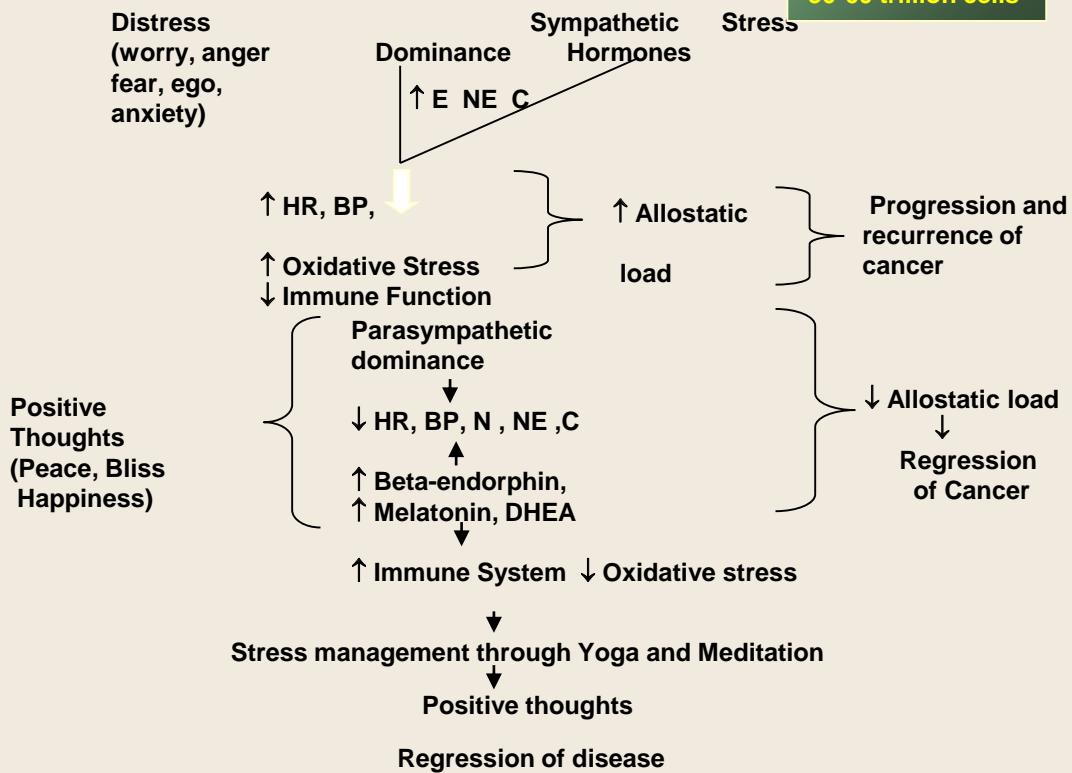 Distress
(worry, anger
fear, ego,
anxiety)
Sympathetic Stress
Dominance Hormones
↑ E NE C
↑ HR, BP,
↑ Oxidative Stress
↓ Immune Function
↑ Allostatic
load
Progression and
recurrence of
cancer
Positive
Thoughts
(Peace, Bliss
Happiness)
Parasympathetic
dominance
↓ HR, BP, N , NE ,C
↑ Beta-endorphin,
↑ Melatonin, DHEA
↑ Immune System ↓ Oxidative stress
↓ Allostatic load
↓
Regression
of Cancer
Stress management through Yoga and Meditation
Positive thoughts
Regression of disease